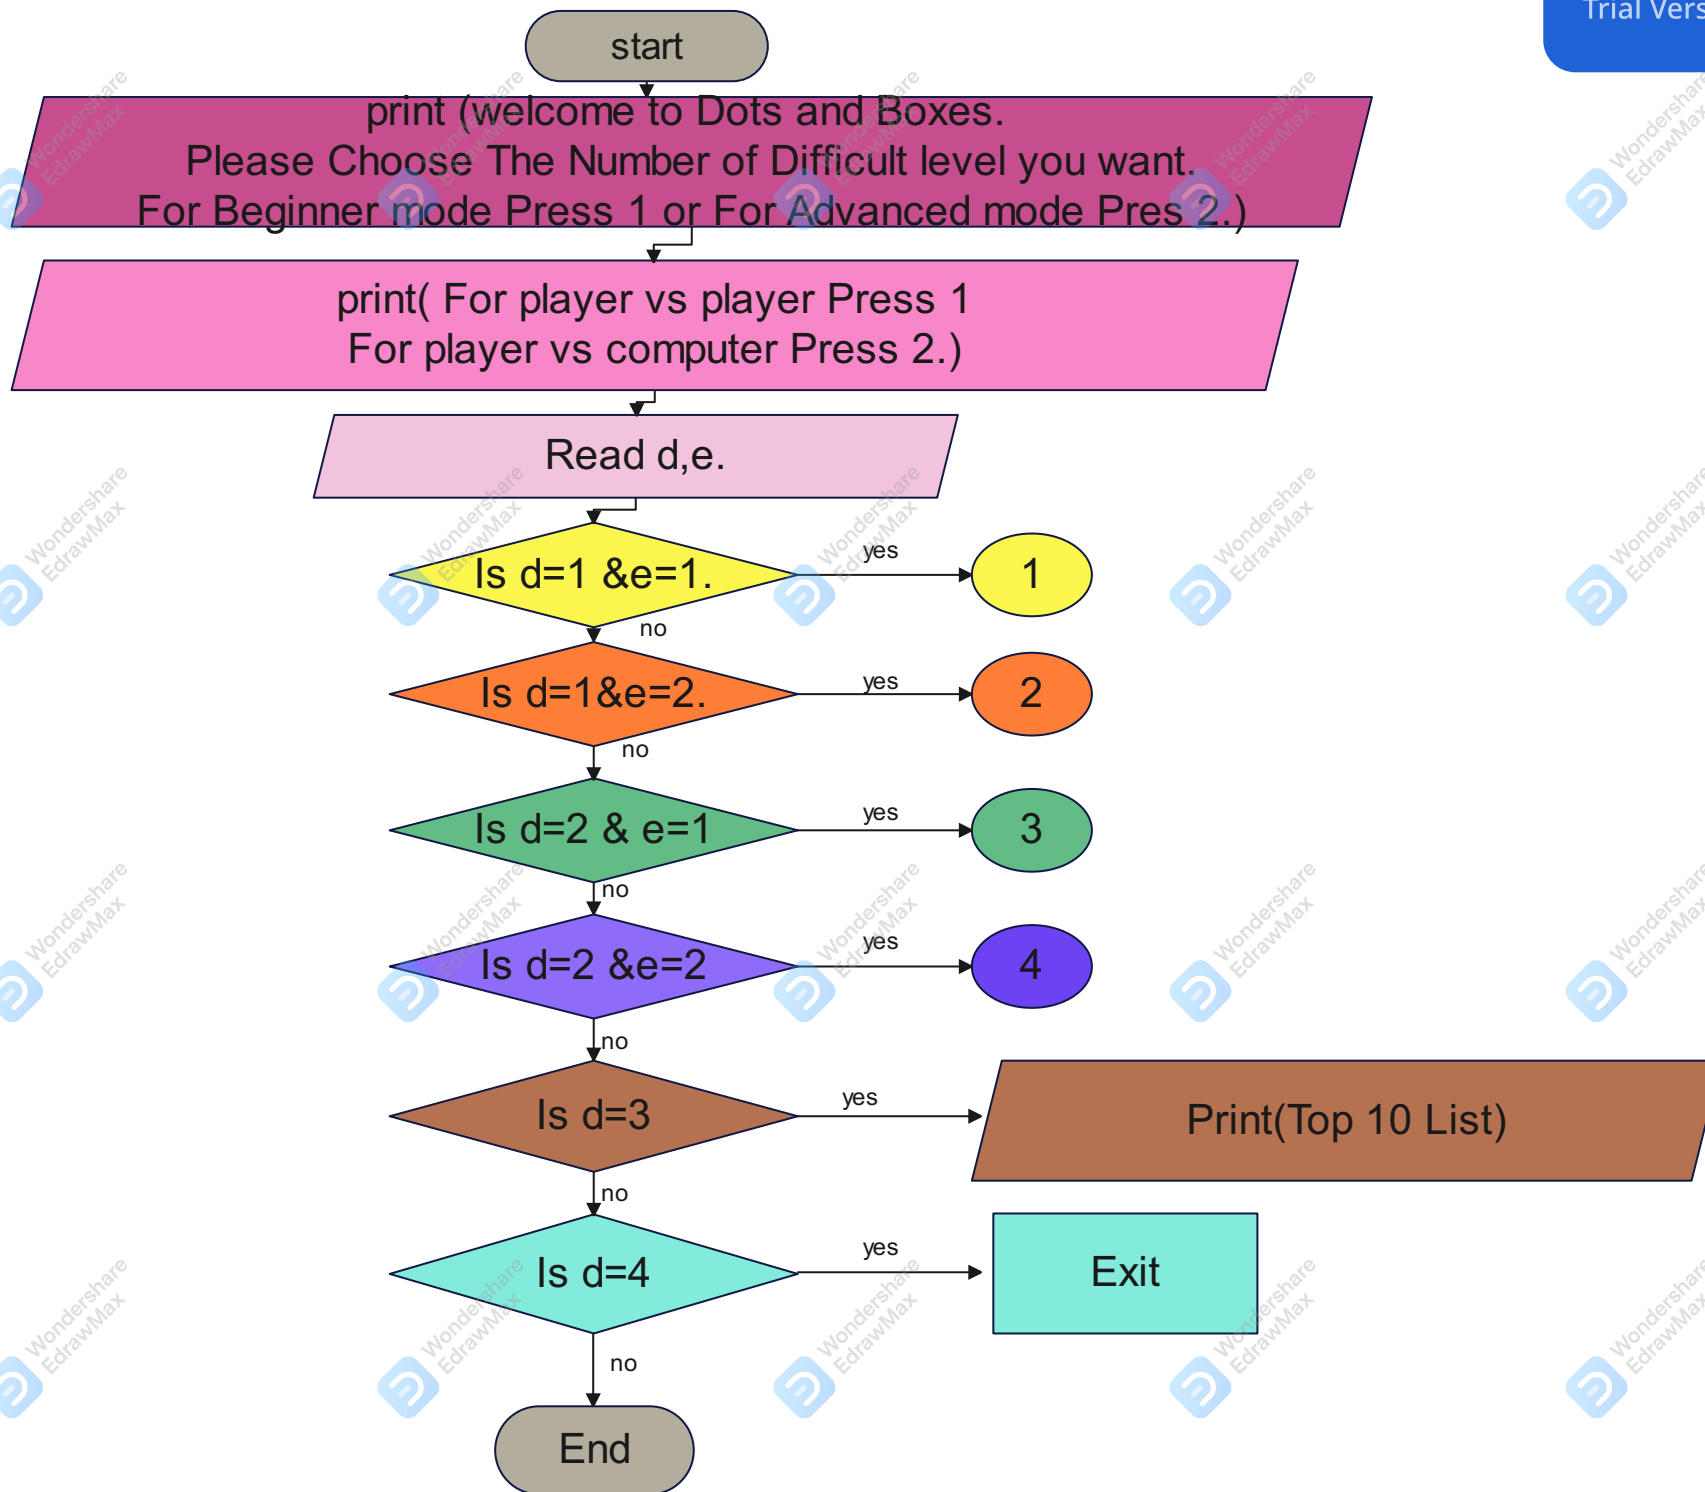 Trial Vers
start
print (welcome to Dots and Boxes.
Please Choose The Number of Difficult level you want.
For Beginner mode Press 1 or For Advanced mode Pres 2.)
print( For player vs player Press 1
For player vs computer Press 2.)
Read d,e.
Is d=1 &e=1.
yes
1
no
Is d=1&e=2.
yes
2
no
Is d=2 & e=1
yes
3
no
Is d=2 &e=2
yes
4
no
Is d=3
yes
Print(Top 10 List)
no
Is d=4
yes
Exit
no
End
Wondershare
EdrawMax